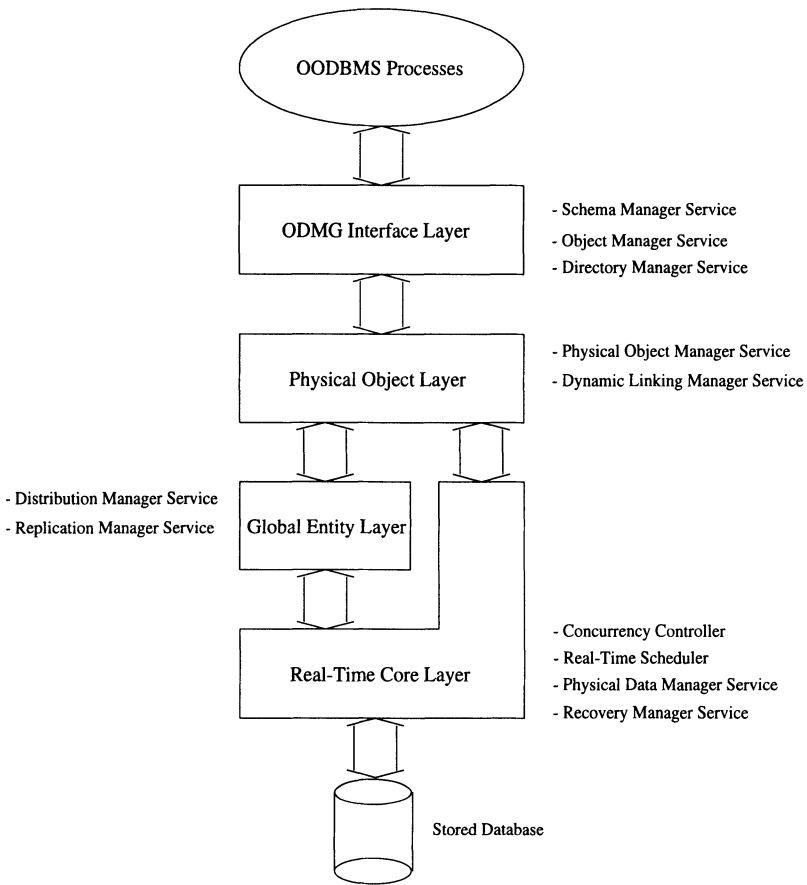 OODBMS Processes
ODMG Interface Layer
- Schema Manager Service
- Object Manager Service
- Directory Manager Service
Physical Object Layer
- Physical Object Manager Service
- Dynamic Linking Manager Service
- Distribution Manager Service
- Replication Manager Service
Global Entity Layer
Real-Time Core Layer
- Concurrency Controller
- Real-Time Scheduler
- Physical Data Manager Service
- Recovery Manager Service
Stored Database